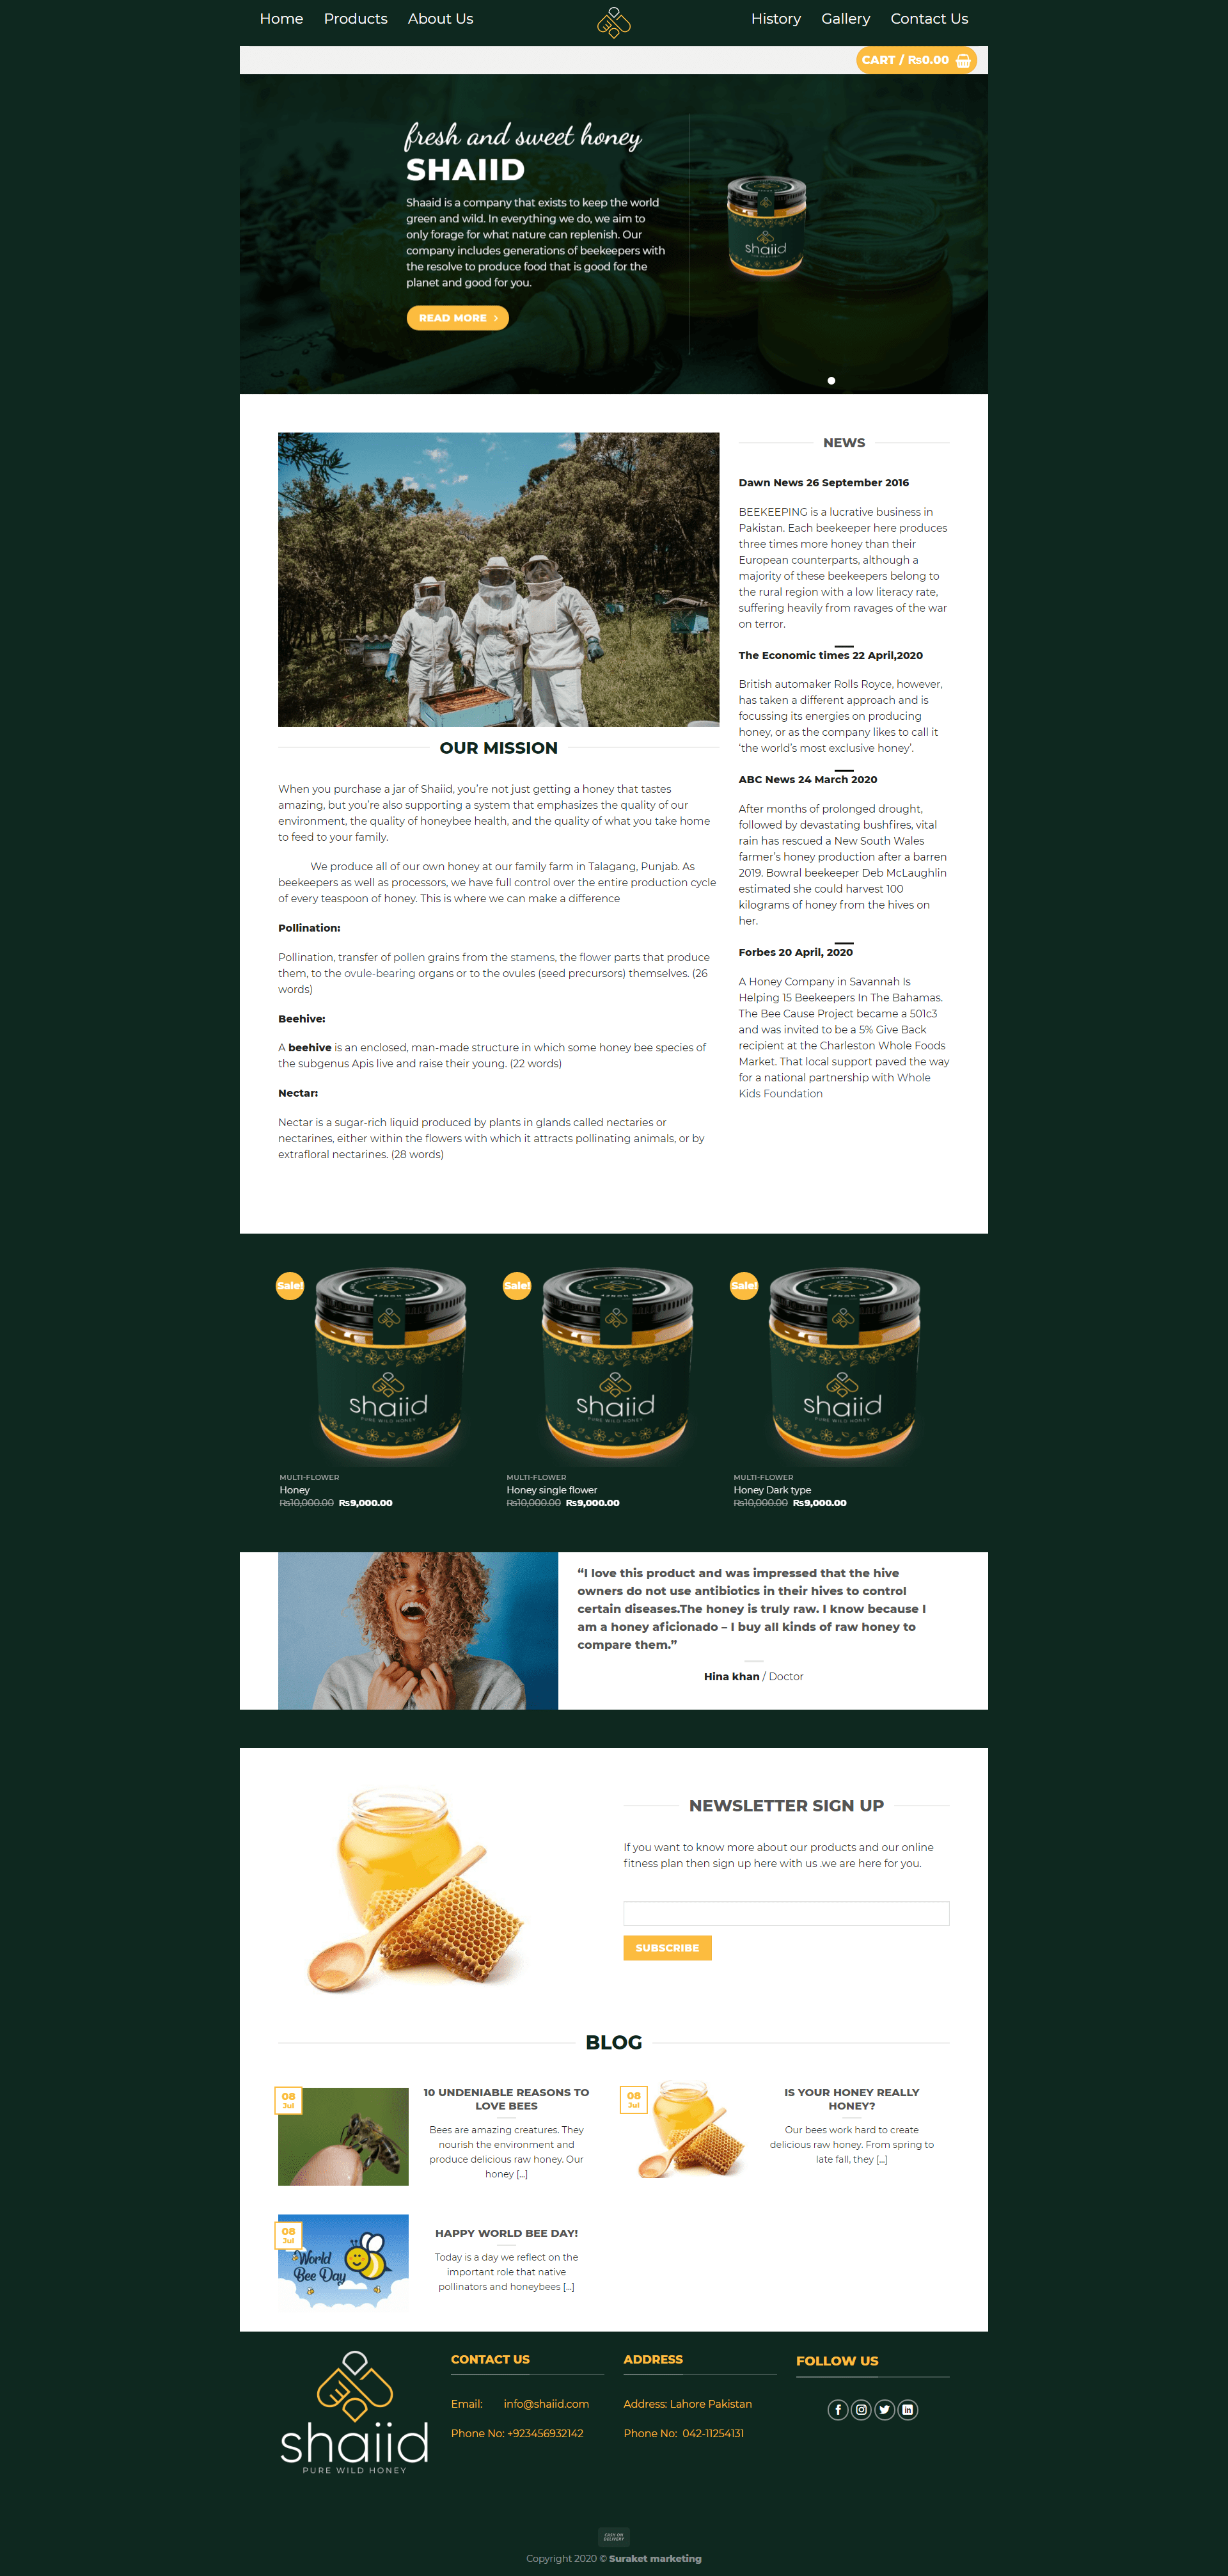 Home Products About Us
History Gallery Contact Us
CART / ₨0.00
fresh and sweet honey
SHAIID
Shaaid is a company that exists to keep the world
green and wild. In everything we do, we aim to
only forage for what nature can replenish. Our
company includes generations of beekeepers with
the resolve to produce food that is good for the
planet and good for you.
READ MORE
shaiid
OUR MISSION
When you purchase a jar of Shaiid, you’re not just getting a honey that tastes
amazing, but you’re also supporting a system that emphasizes the quality of our
environment, the quality of honeybee health, and the quality of what you take home
to feed to your family.
We produce all of our own honey at our family farm in Talagang, Punjab. As
beekeepers as well as processors, we have full control over the entire production cycle
of every teaspoon of honey. This is where we can make a difference
Pollination:
Pollination, transfer of pollen grains from the stamens, the flower parts that produce
them, to the ovule-bearing organs or to the ovules (seed precursors) themselves. (26
words)
Beehive:
A beehive is an enclosed, man-made structure in which some honey bee species of
the subgenus Apis live and raise their young. (22 words)
Nectar:
Nectar is a sugar-rich liquid produced by plants in glands called nectaries or
nectarines, either within the flowers with which it attracts pollinating animals, or by
extrafloral nectarines. (28 words)
NEWS
Dawn News 26 September 2016
BEEKEEPING is a lucrative business in
Pakistan. Each beekeeper here produces
three times more honey than their
European counterparts, although a
majority of these beekeepers belong to
the rural region with a low literacy rate,
suffering heavily from ravages of the war
on terror.
The Economic times 22 April,2020
British automaker Rolls Royce, however,
has taken a different approach and is
focussing its energies on producing
honey, or as the company likes to call it
‘the world’s most exclusive honey’.
ABC News 24 March 2020
After months of prolonged drought,
followed by devastating bushfires, vital
rain has rescued a New South Wales
farmer’s honey production after a barren
2019. Bowral beekeeper Deb McLaughlin
estimated she could harvest 100
kilograms of honey from the hives on
her.
Forbes 20 April, 2020
A Honey Company in Savannah Is
Helping 15 Beekeepers In The Bahamas.
The Bee Cause Project became a 501c3
and was invited to be a 5% Give Back
recipient at the Charleston Whole Foods
Market. That local support paved the way
for a national partnership with Whole
Kids Foundation
Sale!
shaiid
PURE WILD HONEY
MULTI-FLOWER
Honey
₨10,000.00 ₨9,000.00
Sale!
shaiid
PURE WILD HONEY
MULTI-FLOWER
Honey single flower
₨10,000.00 ₨9,000.00
Sale!
shaiid
PURE WILD HONEY
MULTI-FLOWER
Honey Dark type
₨10,000.00 ₨9,000.00
“I love this product and was impressed that the hive
owners do not use antibiotics in their hives to control
certain diseases.The honey is truly raw. I know because I
am a honey aficionado – I buy all kinds of raw honey to
compare them.”
Hina khan / Doctor
NEWSLETTER SIGN UP
If you want to know more about our products and our online
fitness plan then sign up here with us .we are here for you.
SUBSCRIBE
BLOG
08
Jul
10 UNDENIABLE REASONS TO
LOVE BEES
Bees are amazing creatures. They
nourish the environment and
produce delicious raw honey. Our
honey [...]
08
Jul
IS YOUR HONEY REALLY
HONEY?
Our bees work hard to create
delicious raw honey. From spring to
late fall, they [...]
08
Jul
World
Bee Day
HAPPY WORLD BEE DAY!
Today is a day we reflect on the
important role that native
pollinators and honeybees [...]
shaiid
PURE WILD HONEY
CONTACT US
Email: info@shaiid.com
Phone No: +923456932142
ADDRESS
Address: Lahore Pakistan
Phone No: 042-11254131
FOLLOW US
CASH ON
DELIVERY
Copyright 2020 © Suraket marketing